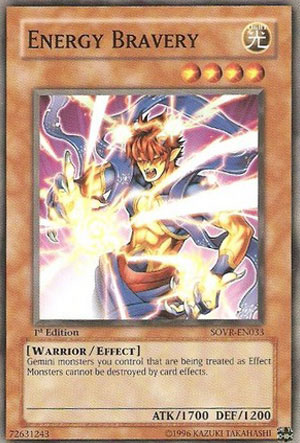 ENERGY BRAVERY
光
1st Edition
SOVR-EN033
[WARRIOR/EFFECT]
Gemini monsters you control that are being treated as Effect
Monsters cannot be destroyed by card effects.
ATK/1700 DEF/1200
72631243
©1996 KAZUKI TAKAHASHI